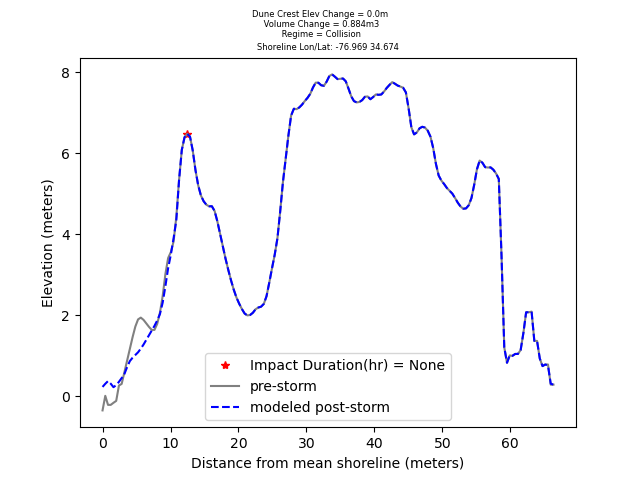 Dune Crest Elev Change = 0.0m
Volume Change = 0.884m3
Regime = Collision
Shoreline Lon/Lat: -76.969 34.674
8
6
4
2
0
Elevation (meters)
Impact Duration(hr) = None
pre-storm
modeled post-storm
0 10 20 30 40 50 60
Distance from mean shoreline (meters)